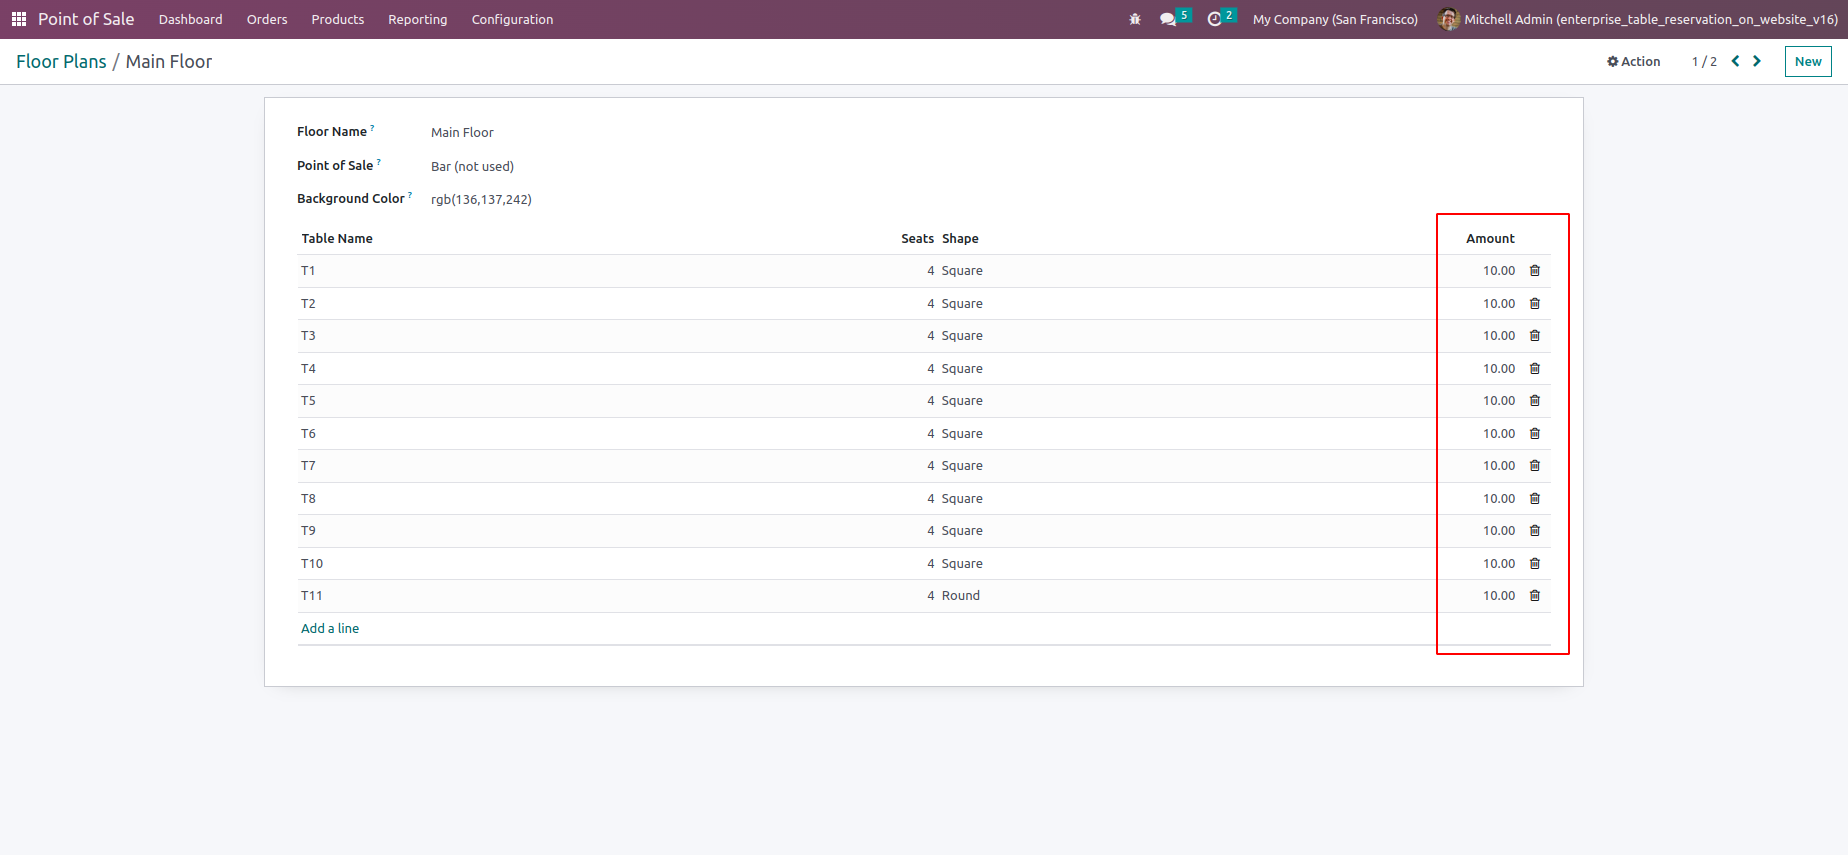 Point of Sale Dashboard Orders Products Reporting Configuration 5 2 My Company (San Francisco) Mitchell Admin (enterprise_table_reservation_on_website_v16)
Floor Plans / Main Floor Action 1 / 2 New
Floor Name ? Main Floor
Point of Sale ? Bar (not used)
Background Color ? rgb(136,137,242)
Table Name Seats Shape Amount
T1 4 Square 10.00
T2 4 Square 10.00
T3 4 Square 10.00
T4 4 Square 10.00
T5 4 Square 10.00
T6 4 Square 10.00
T7 4 Square 10.00
T8 4 Square 10.00
T9 4 Square 10.00
T10 4 Square 10.00
T11 4 Round 10.00
Add a line